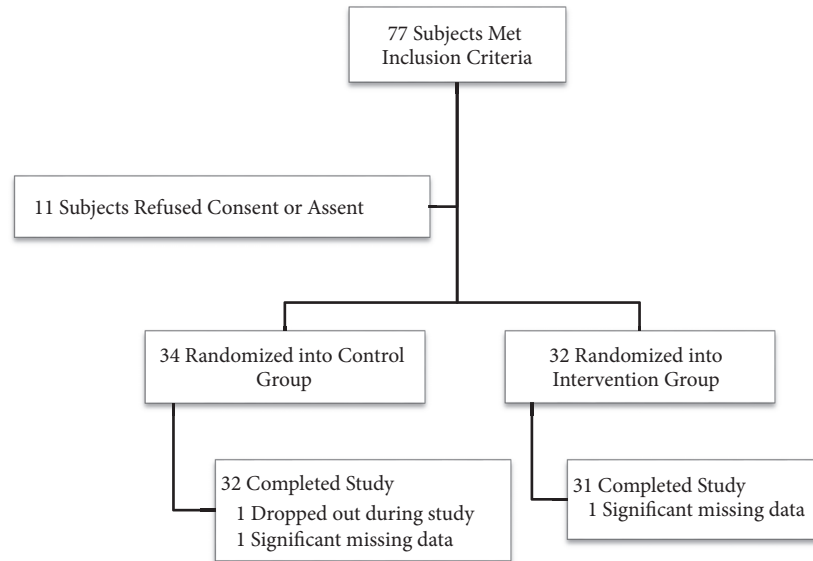 77 Subjects Met
Inclusion Criteria
11 Subjects Refused Consent or Assent
34 Randomized into Control
Group
32 Randomized into
Intervention Group
32 Completed Study
1 Dropped out during study
1 Significant missing data
31 Completed Study
1 Significant missing data